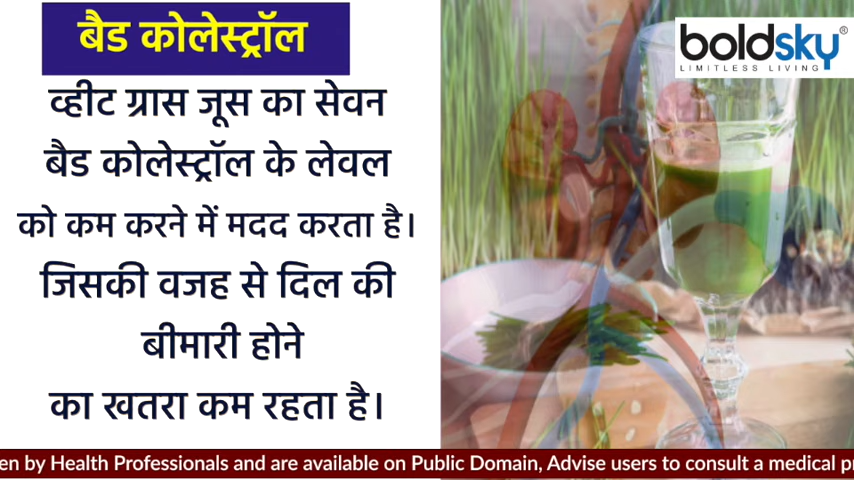 बैड कोलेस्ट्रॉल
व्हीट ग्रास जूस का सेवन
बैड कोलेस्ट्रॉल के लेवल
को कम करने में मदद करता है।
जिसकी वजह से दिल की
बीमारी होने
का खतरा कम रहता है।
boldsky®
LIMITLESS LIVING
by Health Professionals and are available on Public Domain, Advise users to consult a medical